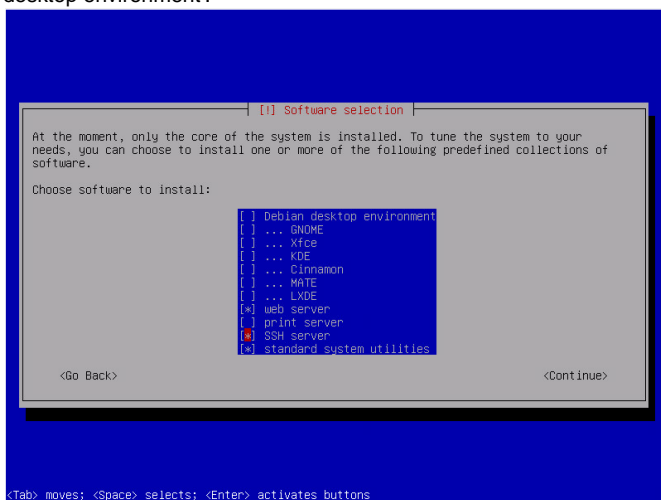 desktop environment?
[!] Software selection
At the moment, only the core of the system is installed. To tune the system to your
needs, you can choose to install one or more of the following predefined collections of
software.
Choose software to install:
[ ] Debian desktop environment
[ ] ... GNOME
[ ] ... Xfce
[ ] ... KDE
[ ] ... Cinnamon
[ ] ... MATE
[ ] ... LXDE
[*] web server
[ ] print server
[*] SSH server
[*] standard system utilities
<Go Back> <Continue>
<Tab> moves; <Space> selects; <Enter> activates buttons